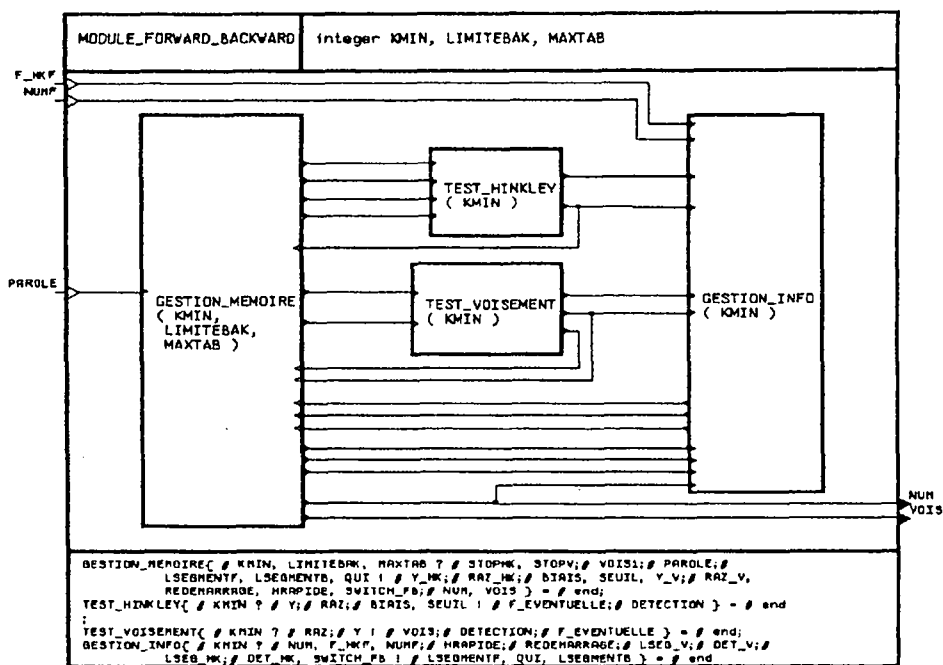 MODULE_FORWARD_BACKWARD
integer KMIN, LIMITEBAK, MAXTAB
F_HKF
NUMF
TEST_HINKLEY
( KMIN )
PAROLE
GESTION_MEMOIRE
( KMIN,
LIMITEBAK,
MAXTAB )
TEST_VOISEMENT
( KMIN )
GESTION_INFO
( KMIN )
NUM
VOIS
GESTION_MEMOIRE{ # KMIN, LIMITEBAK, MAXTAB ? # STOPHK, STOPV;# VOIS1;# PAROLE;#
LSEGMENTF, LSEGMENTB, QUI ! # Y_HK;# RAZ_HK;# BIAIS, SEUIL, Y_V;# RAZ_V,
REDEMARRAGE, HRAPIDE, SWITCH_FB;# NUM, VOIS } = # end;
TEST_HINKLEY{ # KMIN ? # Y;# RAZ;# BIAIS, SEUIL ! # F_EVENTUELLE;# DETECTION } = # end
;
TEST_VOISEMENT{ # KMIN ? # RAZ;# Y ! # VOIS;# DETECTION;# F_EVENTUELLE } = # end;
GESTION_INFO{ # KMIN ? # NUM, F_HKF, NUMF;# HRAPIDE;# REDEMARRAGE;# LSEG_V;# DET_V;#
LSEG_HK;# DET_HK, SWITCH_FB ! # LSEGMENTF, QUI, LSEGMENTB } = # end